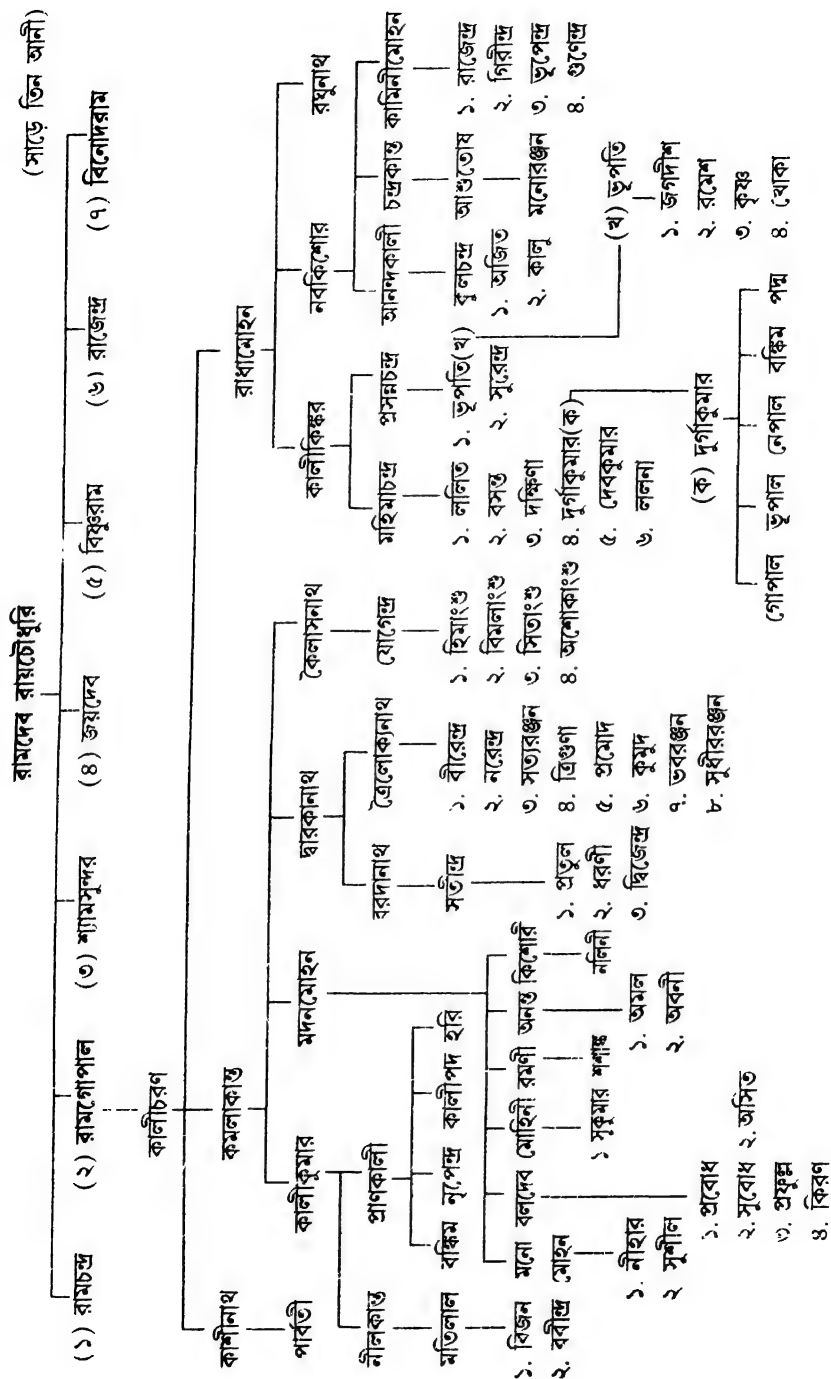 (সাড়ে তিন আনী)
রামদেব রায়চৌধুরি
(১) রামচন্দ্র (২) রামগোপাল (৩) শ্যামসুন্দর (৪) জয়দেব (৫) বিষ্ণুরাম (৬) রাজেন্দ্র (৭) বিনোদরাম
কালীচরণ
কাশীনাথ কমলাকান্ত রাধামোহন
পার্বতী কালীকুমার মদনমোহন দ্বারকানাথ কৈলাসনাথ কালীকিঙ্কর নবকিশোর রঘুনাথ
নীলকান্ত প্রাণকালী বরদানাথ ত্রৈলোক্যনাথ যোগেন্দ্র মহিমাচন্দ্র প্রসন্নচন্দ্র আনন্দকালী চন্দ্রকান্ত কামিনীমোহন
মতিলাল বঙ্কিম নৃপেন্দ্র কালীপদ হরি সতীন্দ্র
১. বিজন
২. ববীন্দ্র
মনো মোহন বলদেব মোহিনী রমণী অনন্ত কিশোরি
১. নীহার
২ সুশীল
১. প্রবোধ
২. সুবোধ
৩. প্রফুল্ল
৪. কিরণ
১ সুকুমার
২. অসিত
শশাঙ্ক
১. অমল
২. অবনী
নলিনী
১. প্রতুল
২. ধরণী
৩. দ্বিজেন্দ্র
১. বীরেন্দ্র
২. নরেন্দ্র
৩. সত্যরঞ্জন
৪. ত্রিগুণা
৫. প্রমোদ
৬. কুমুদ
৭. ভবরঞ্জন
৮. সুধীররঞ্জন
১. হিমাংশু
২. বিমলাংশু
৩. সিতাংশু
৪. অশোকাংশু
১. ললিত
২. বসন্ত
৩. দক্ষিণা
৪. দুর্গাকুমার(ক)
৫. দেবকুমার
৬. ললনা
১. ভূপতি(খ)
২. সুরেন্দ্র
কুলচন্দ্র
১. অজিত
২. কালু
আশুতোষ
মনোরঞ্জন
১. রাজেন্দ্র
২. গিরীন্দ্র
৩. ভূপেন্দ্র
৪. গুণেন্দ্র
(খ) ভূপতি
১. জগদীশ
২. রমেশ
৩. কৃষ্ণ
৪. খোকা
(ক) দুর্গাকুমার
গোপাল ভূপাল নেপাল বঙ্কিম পদ্ম